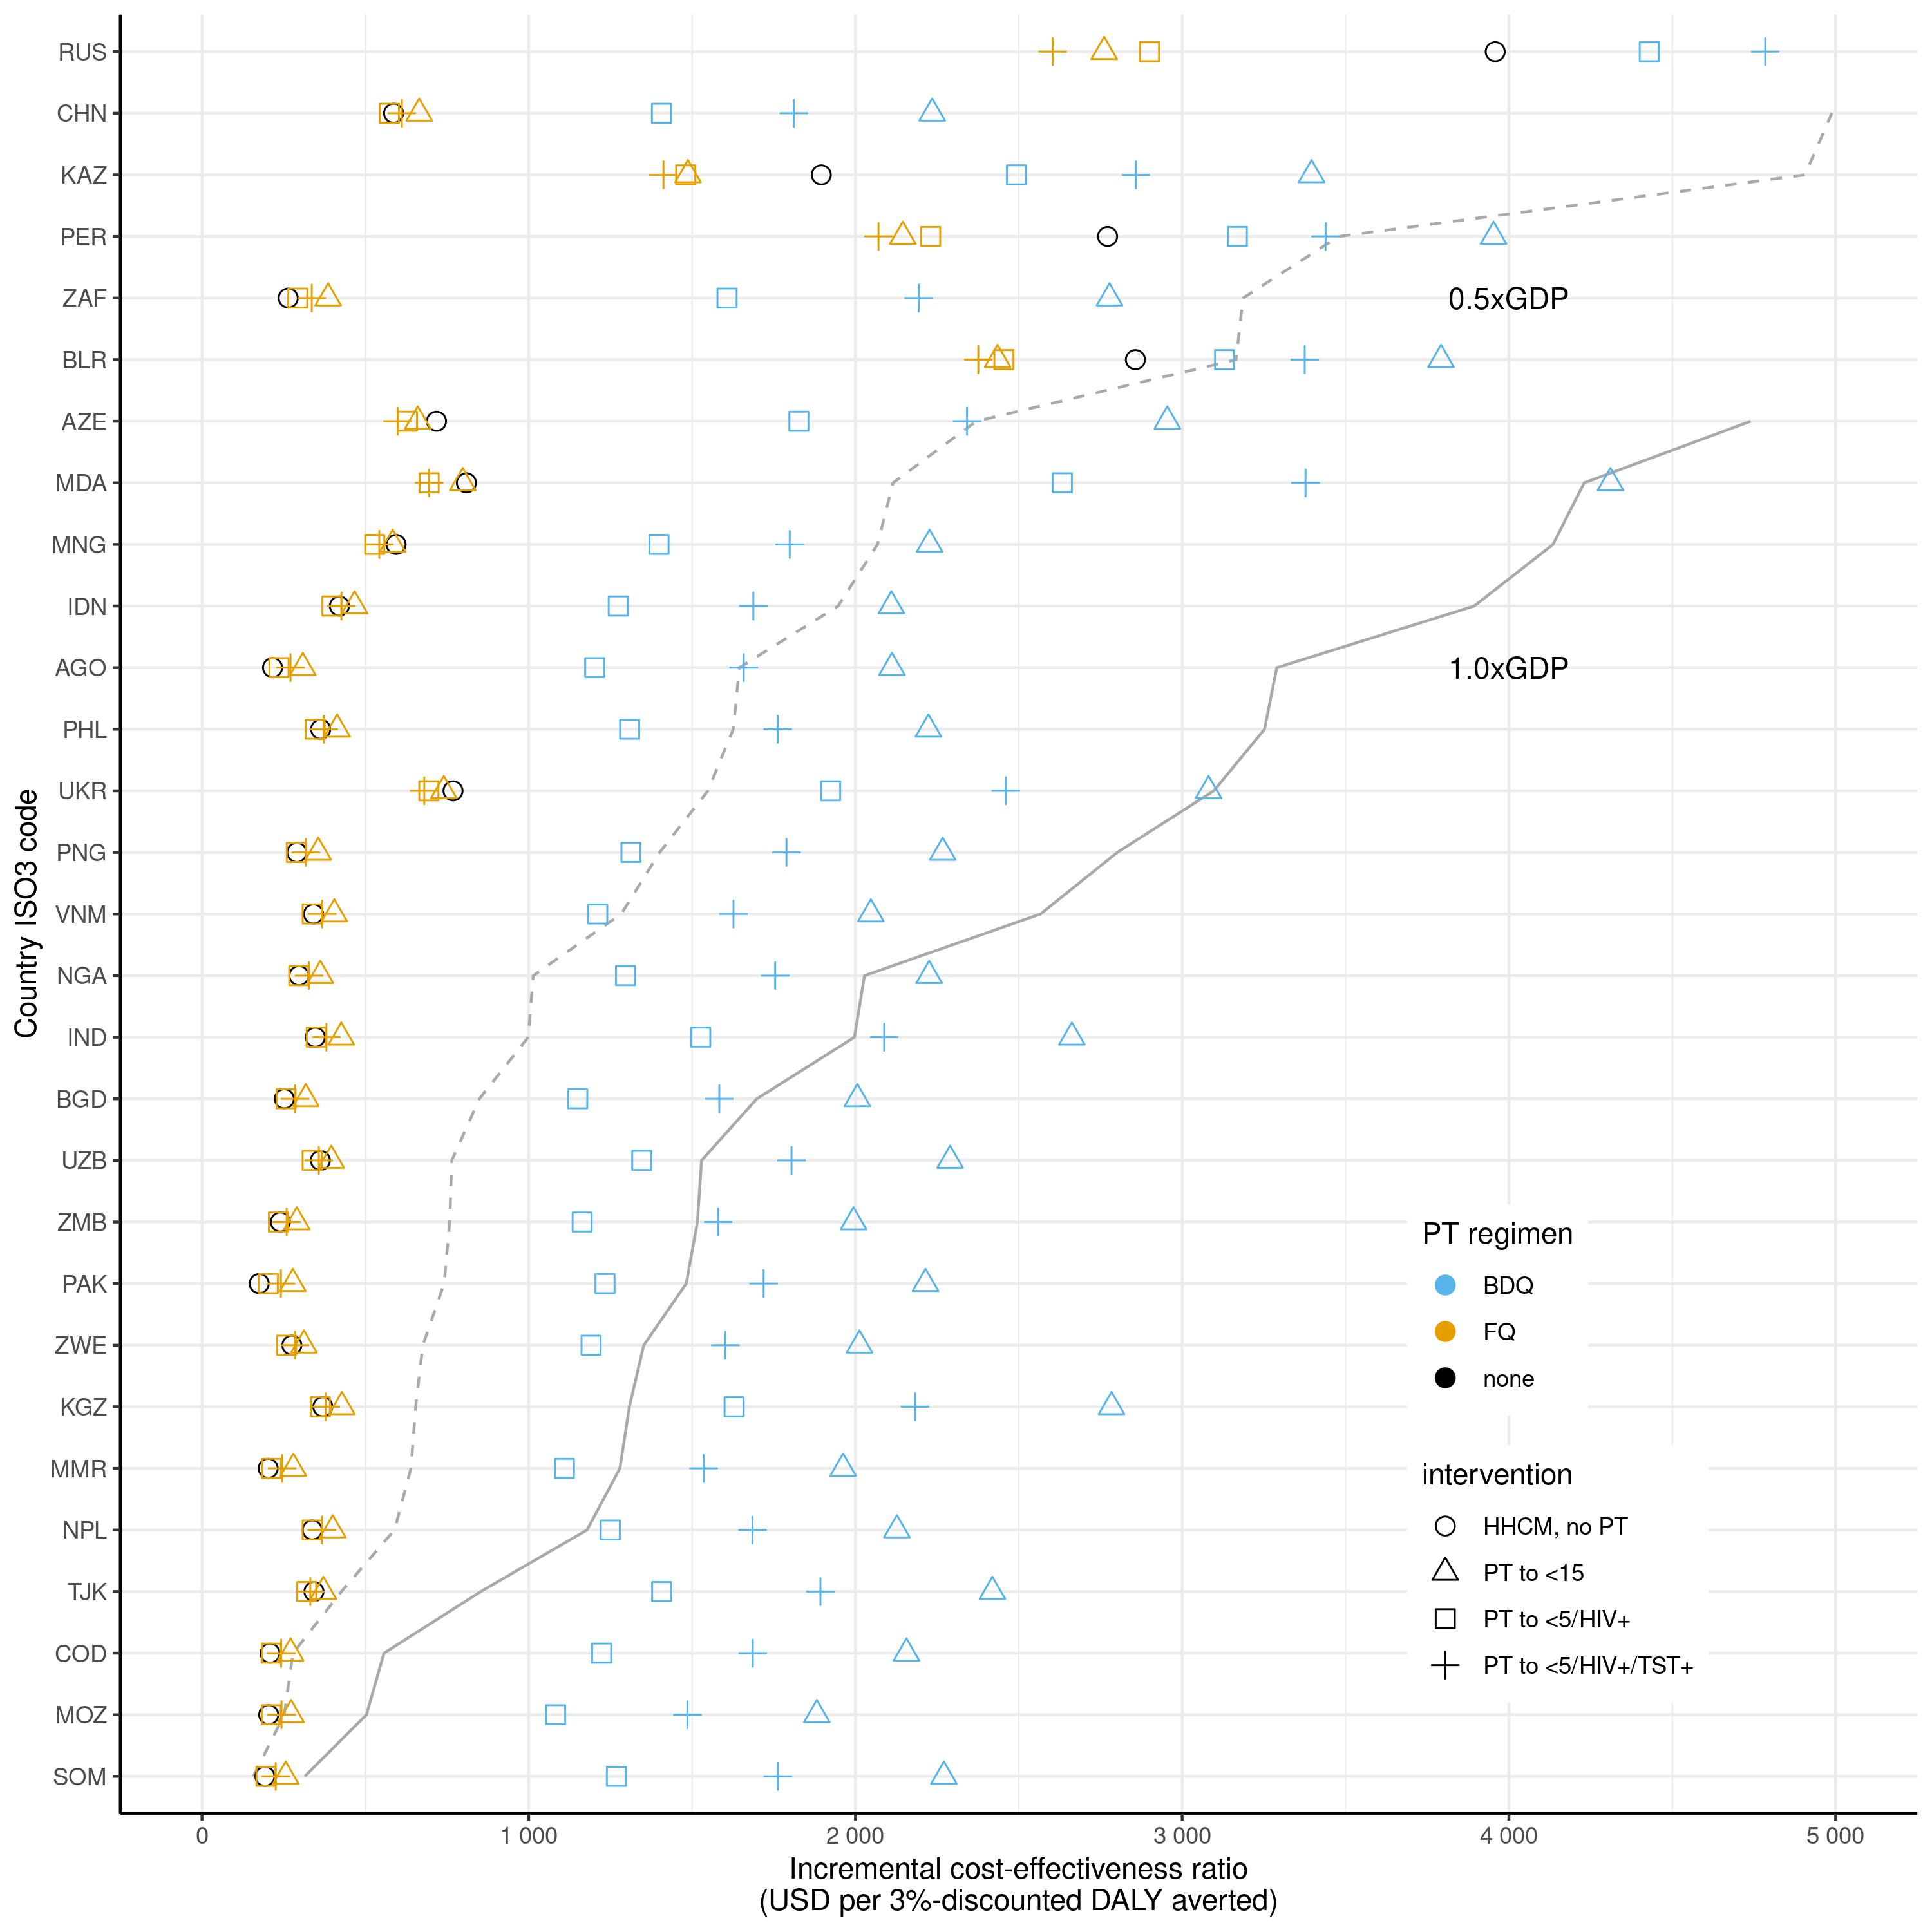 RUS
CHN
KAZ
PER
ZAF
0.5xGDP
BLR
AZE
MDA
MNG
IDN
AGO
1.0xGDP
PHL
UKR
PNG
VNM
NGA
IND
BGD
UZB
ZMB
PAK
ZWE
KGZ
MMR
NPL
TJK
COD
MOZ
SOM
Country ISO3 code
PT regimen
BDQ
FQ
none
intervention
HHCM, no PT
PT to <15
PT to <5/HIV+
PT to <5/HIV+/TST+
0 1 000 2 000 3 000 4 000 5 000
Incremental cost-effectiveness ratio
(USD per 3%-discounted DALY averted)